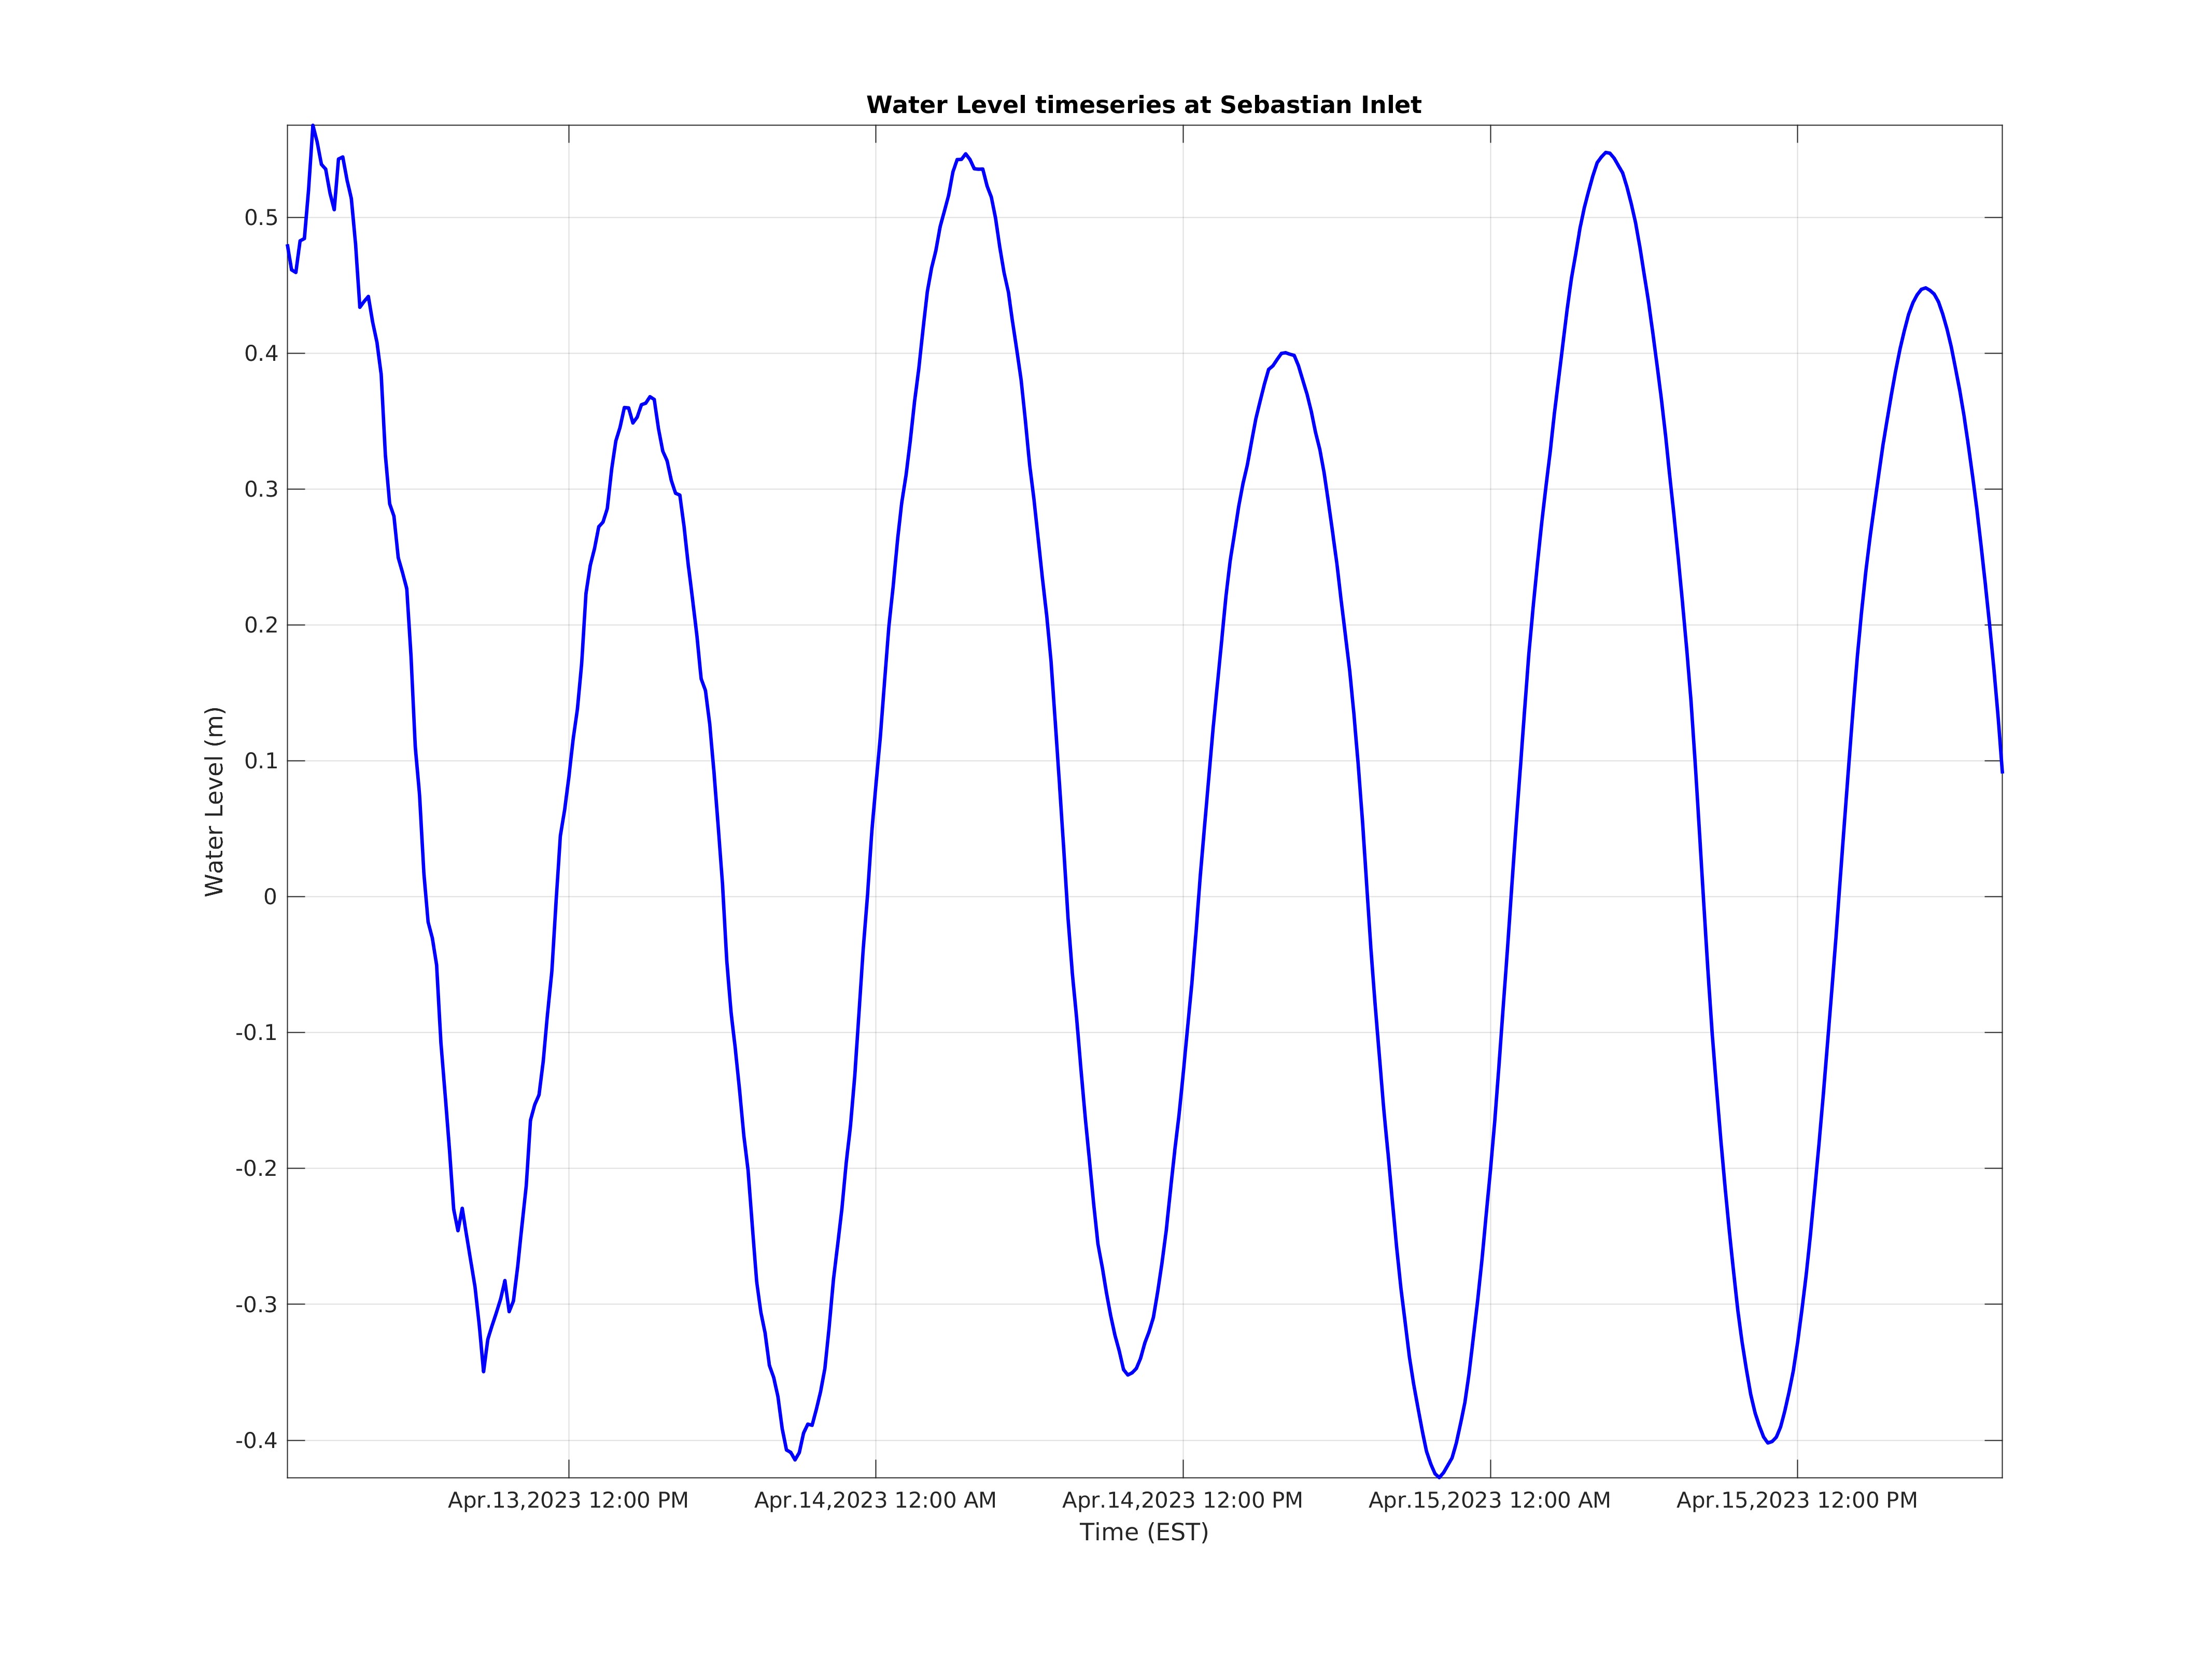 Water Level timeseries at Sebastian Inlet
0.5
0.4
0.3
0.2
0.1
0
-0.1
-0.2
-0.3
-0.4
Water Level (m)
Apr.13,2023 12:00 PM
Apr.14,2023 12:00 AM
Apr.14,2023 12:00 PM
Apr.15,2023 12:00 AM
Apr.15,2023 12:00 PM
Time (EST)